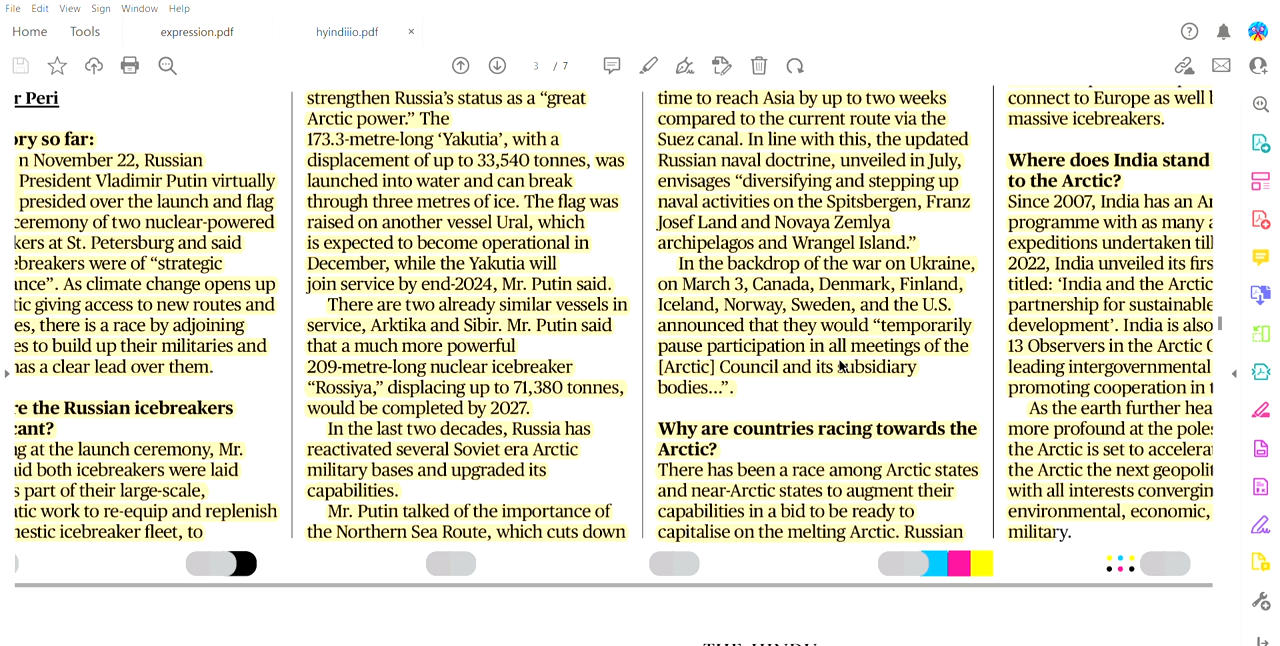 File Edit View Sign Window Help
Home Tools expression.pdf hyindiiio.pdf ×
3 / 7
r Peri
ory so far:
n November 22, Russian
President Vladimir Putin virtually
presided over the launch and flag
ceremony of two nuclear-powered
kers at St. Petersburg and said
ebreakers were of “strategic
ance”. As climate change opens up
tic giving access to new routes and
es, there is a race by adjoining
es to build up their militaries and
has a clear lead over them.
re the Russian icebreakers
cant?
ng at the launch ceremony, Mr.
aid both icebreakers were laid
s part of their large-scale,
atic work to re-equip and replenish
nestic icebreaker fleet, to
strengthen Russia’s status as a “great
Arctic power.” The
173.3-metre-long ‘Yakutia’, with a
displacement of up to 33,540 tonnes, was
launched into water and can break
through three metres of ice. The flag was
raised on another vessel Ural, which
is expected to become operational in
December, while the Yakutia will
join service by end-2024, Mr. Putin said.
There are two already similar vessels in
service, Arktika and Sibir. Mr. Putin said
that a much more powerful
209-metre-long nuclear icebreaker
“Rossiya,” displacing up to 71,380 tonnes,
would be completed by 2027.
In the last two decades, Russia has
reactivated several Soviet era Arctic
military bases and upgraded its
capabilities.
Mr. Putin talked of the importance of
the Northern Sea Route, which cuts down
time to reach Asia by up to two weeks
compared to the current route via the
Suez canal. In line with this, the updated
Russian naval doctrine, unveiled in July,
envisages “diversifying and stepping up
naval activities on the Spitsbergen, Franz
Josef Land and Novaya Zemlya
archipelagos and Wrangel Island.”
In the backdrop of the war on Ukraine,
on March 3, Canada, Denmark, Finland,
Iceland, Norway, Sweden, and the U.S.
announced that they would “temporarily
pause participation in all meetings of the
[Arctic] Council and its subsidiary
bodies...”.
Why are countries racing towards the
Arctic?
There has been a race among Arctic states
and near-Arctic states to augment their
capabilities in a bid to be ready to
capitalise on the melting Arctic. Russian
connect to Europe as well b
massive icebreakers.
Where does India stand
to the Arctic?
Since 2007, India has an Ar
programme with as many a
expeditions undertaken till
2022, India unveiled its firs
titled: ‘India and the Arctic
partnership for sustainable
development’. India is also
13 Observers in the Arctic C
leading intergovernmental
promoting cooperation in t
As the earth further hea
more profound at the poles
the Arctic is set to accelera
the Arctic the next geopolit
with all interests convergin
environmental, economic,
military.
THE HINDU